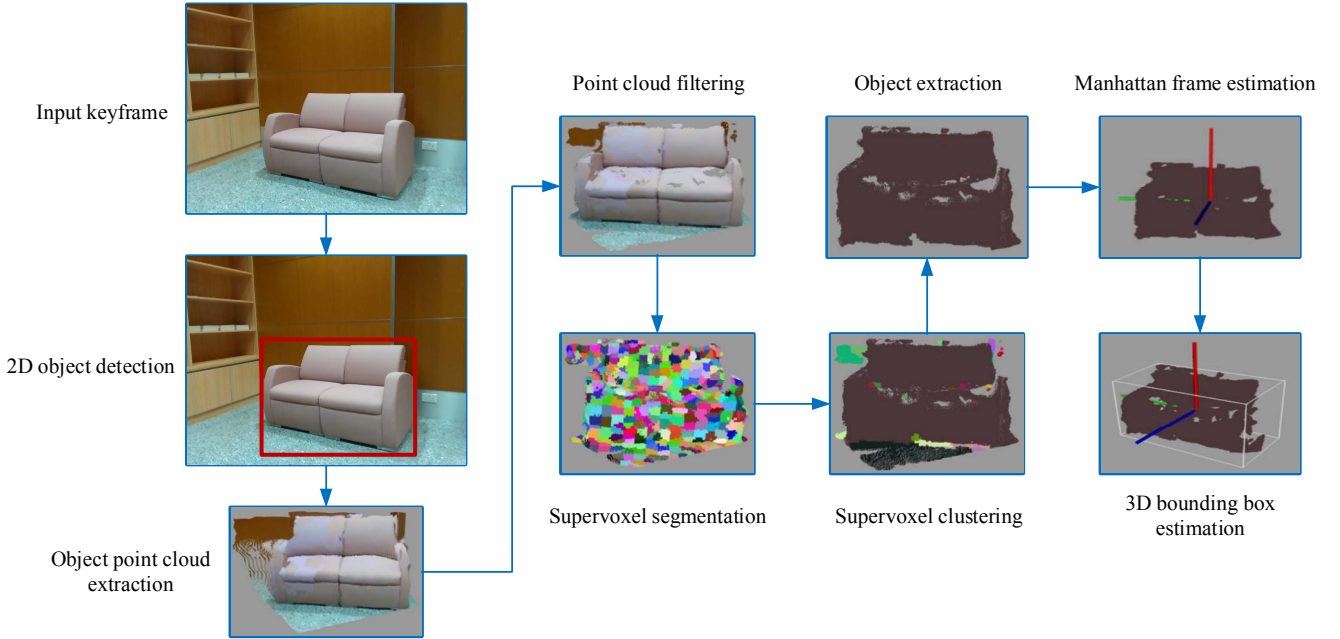 Input keyframe
2D object detection
Object point cloud
extraction
Point cloud filtering
Supervoxel segmentation
Supervoxel clustering
Object extraction
Manhattan frame estimation
3D bounding box
estimation